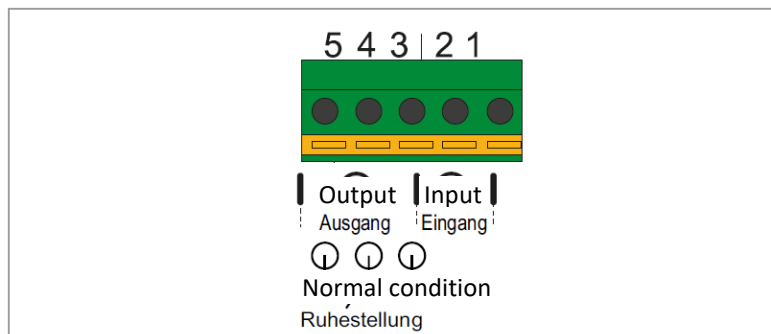 5 4 3 2 1
Output Input
Ausgang Eingang
Normal condition
Ruhestellung